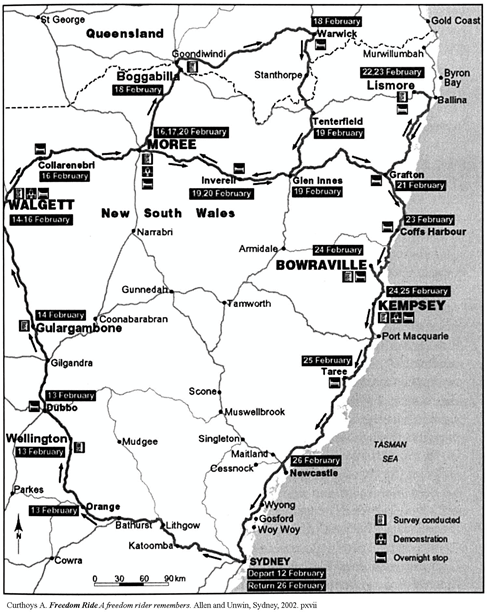 St George
Queensland
Goondiwindi
18 February
Warwick
Gold Coast
Murwillumbah
Boggabilla
18 February
Stanthorpe
22,23 February
Lismore
Byron
Bay
Ballina
16,17,20 February
MOREE
Tenterfield
19 February
Collarenebri
16 February
Inverell
19,20 February
Glen Innes
19 February
Grafton
21 February
WALGETT
14-16 February
New South Wales
23 February
Coffs Harbour
Narrabri
Armidale
24 February
BOWRAVILLE
Gunnedah
Tamworth
24,25 February
KEMPSEY
14 February
Gulargambone
Coonabarabran
Port Macquarie
Gilgandra
25 February
Taree
13 February
Dubbo
Scone
Muswellbrook
Wellington
13 February
Mudgee
Singleton
Maitland
Cessnock
26 February
Newcastle
TASMAN
SEA
Parkes
13 February
Orange
Bathurst
Lithgow
Wyong
Gosford
Woy Woy
N
Cowra
Katoomba
SYDNEY
Depart 12 February
Return 26 February
0 30 60 90 km
Survey conducted
Demonstration
Overnight stop
Curthoys A. Freedom Ride A freedom rider remembers. Allen and Unwin, Sydney, 2002. pxvii